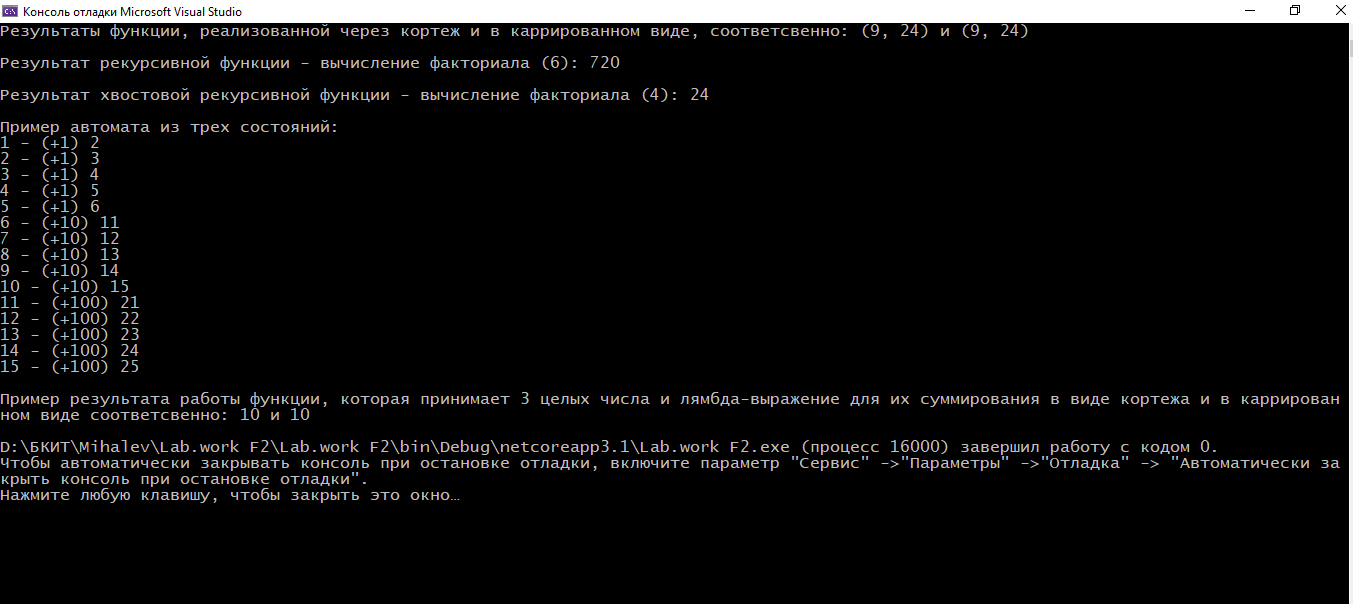 Консоль отладки Microsoft Visual Studio
Результаты функции, реализованной через кортеж и в каррированном виде, соответсвенно: (9, 24) и (9, 24)
Результат рекурсивной функции - вычисление факториала (6): 720
Результат хвостовой рекурсивной функции - вычисление факториала (4): 24
Пример автомата из трех состояний:
1 - (+1) 2
2 - (+1) 3
3 - (+1) 4
4 - (+1) 5
5 - (+1) 6
6 - (+10) 11
7 - (+10) 12
8 - (+10) 13
9 - (+10) 14
10 - (+10) 15
11 - (+100) 21
12 - (+100) 22
13 - (+100) 23
14 - (+100) 24
15 - (+100) 25
Пример результата работы функции, которая принимает 3 целых числа и лямбда-выражение для их суммирования в виде кортежа и в каррирован
ном виде соответсвенно: 10 и 10
D:\БКИТ\Mihalev\Lab.work F2\Lab.work F2\bin\Debug\netcoreapp3.1\Lab.work F2.exe (процесс 16000) завершил работу с кодом 0.
Чтобы автоматически закрывать консоль при остановке отладки, включите параметр "Сервис" ->"Параметры" ->"Отладка" -> "Автоматически за
крыть консоль при остановке отладки".
Нажмите любую клавишу, чтобы закрыть это окно…